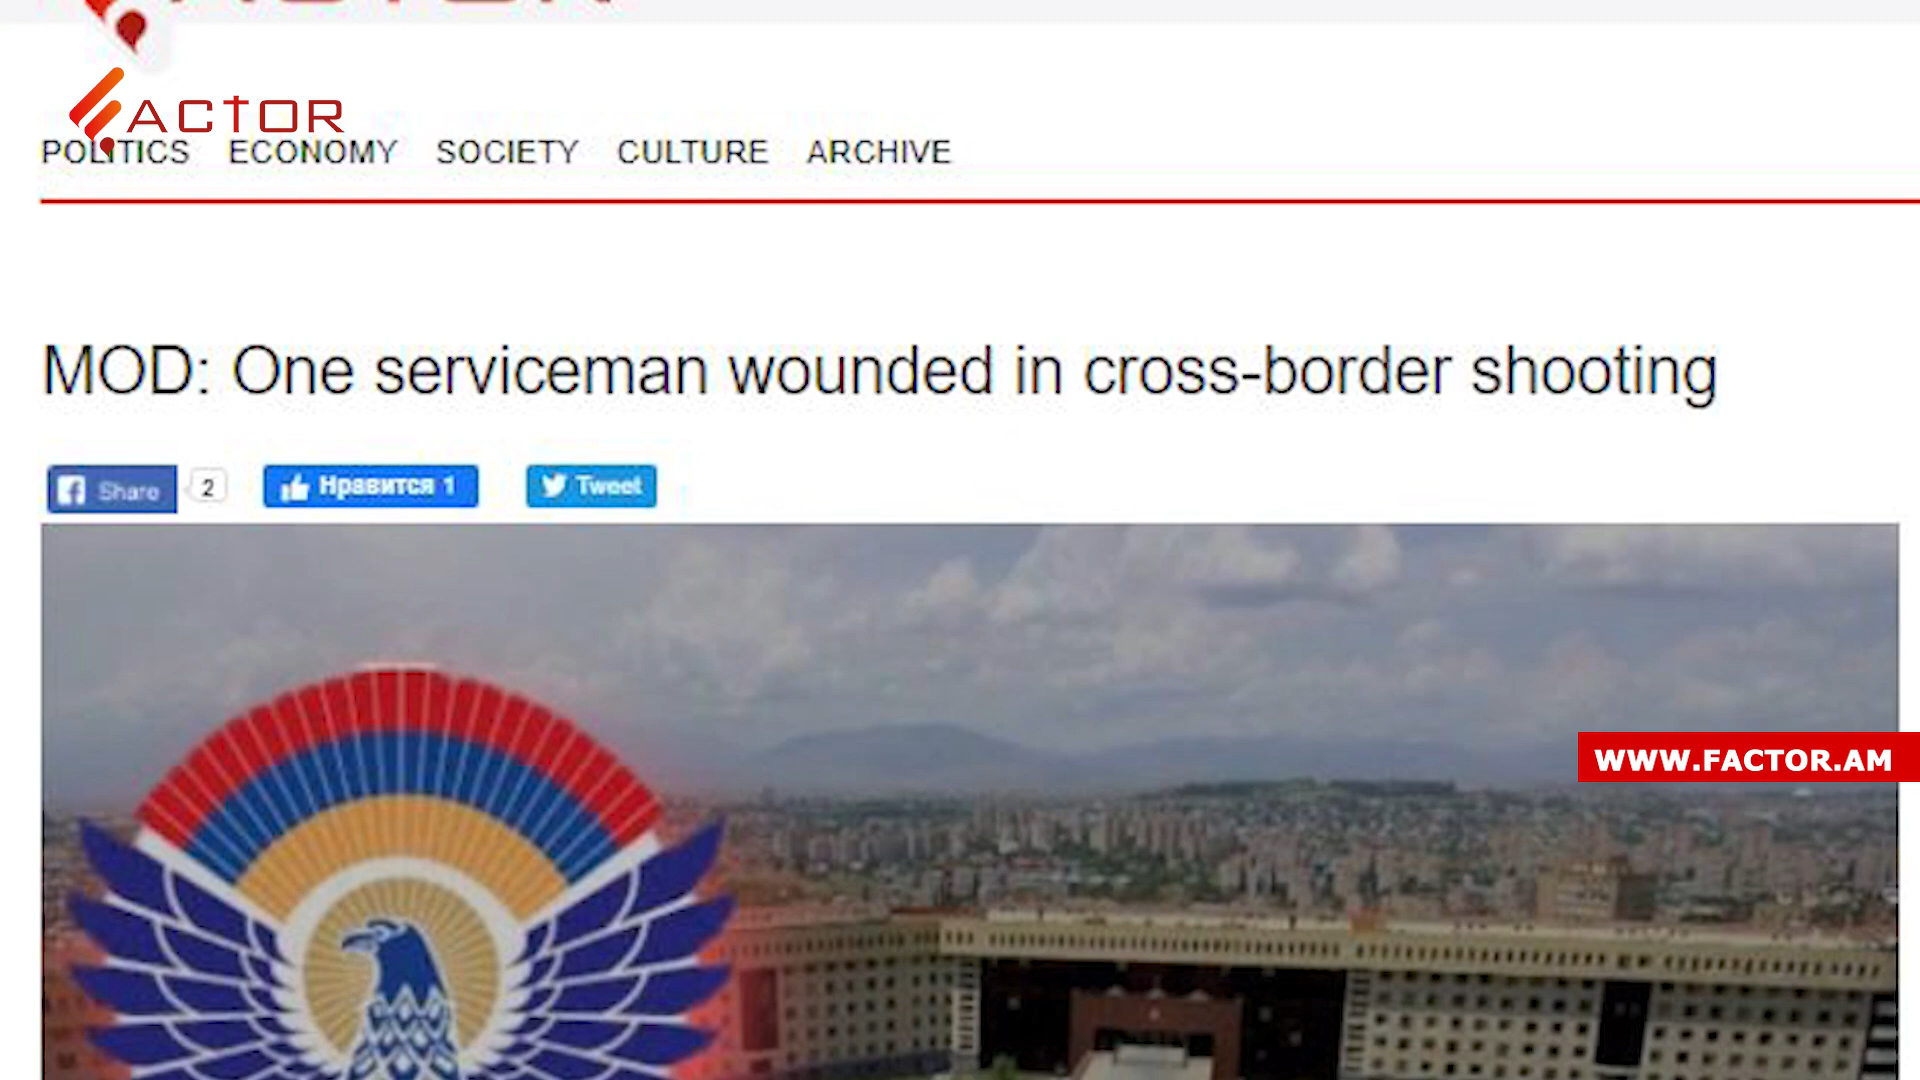 ACTOR
POLITICS ECONOMY SOCIETY CULTURE ARCHIVE
MOD: One serviceman wounded in cross-border shooting
Share 2 Нравится 1 Tweet
WWW.FACTOR.AM